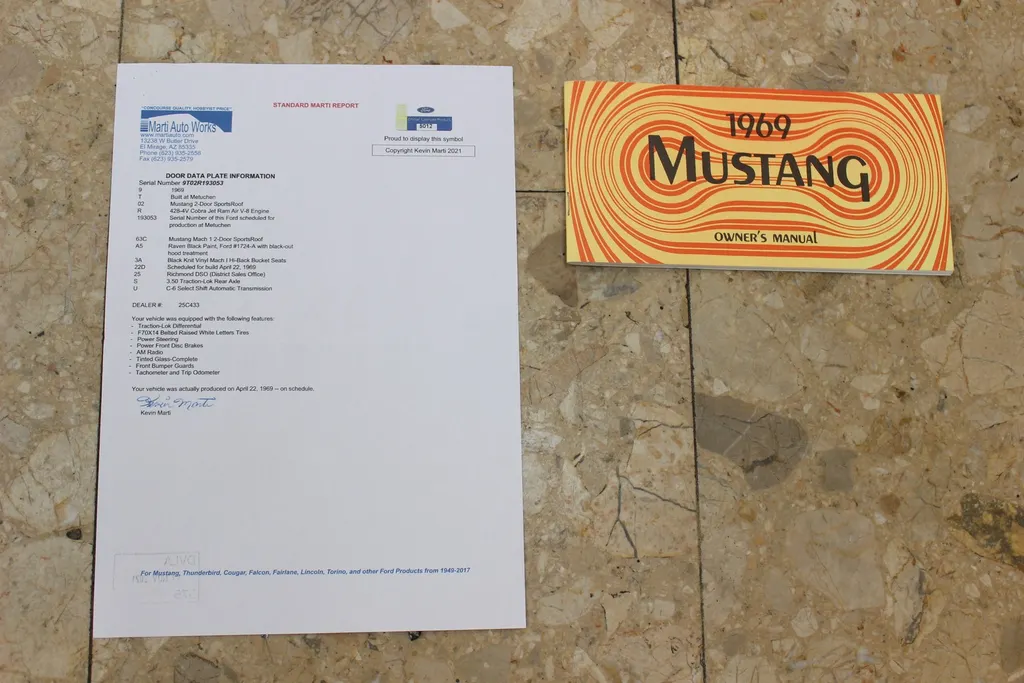 STANDARD MARTI REPORT
"CONCOURSE QUALITY, HOBBYIST PRICE"
Marti Auto Works
www.martiauto.com
13238 W Butler Drive
El Mirage, AZ 85335
Phone (623) 935-2558
Fax (623) 935-2579
Ford
Proud to display this symbol
Copyright Kevin Marti 2021
DOOR DATA PLATE INFORMATION
Serial Number 9T02R193053
9 1969
T Built at Metuchen
02 Mustang 2-Door SportsRoof
R 428-4V Cobra Jet Ram Air V-8 Engine
193053 Serial Number of this Ford scheduled for
production at Metuchen
63C Mustang Mach 1 2-Door SportsRoof
A5 Raven Black Paint, Ford #1724-A with black-out
hood treatment
3A Black Knit Vinyl Mach I Hi-Back Bucket Seats
22D Scheduled for build April 22, 1969
25 Richmond DSO (District Sales Office)
S 3.50 Traction-Lok Rear Axle
U C-6 Select Shift Automatic Transmission
DEALER #: 25C433
Your vehicle was equipped with the following features:
- Traction-Lok Differential
- F70X14 Belted Raised White Letters Tires
- Power Steering
- Power Front Disc Brakes
- AM Radio
- Tinted Glass-Complete
- Front Bumper Guards
- Tachometer and Trip Odometer
Your vehicle was actually produced on April 22, 1969 -- on schedule.
Kevin Marti
Kevin Marti
For Mustang, Thunderbird, Cougar, Falcon, Fairlane, Lincoln, Torino, and other Ford Products from 1949-2017
1969
MUSTANG
OWNER'S MANUAL